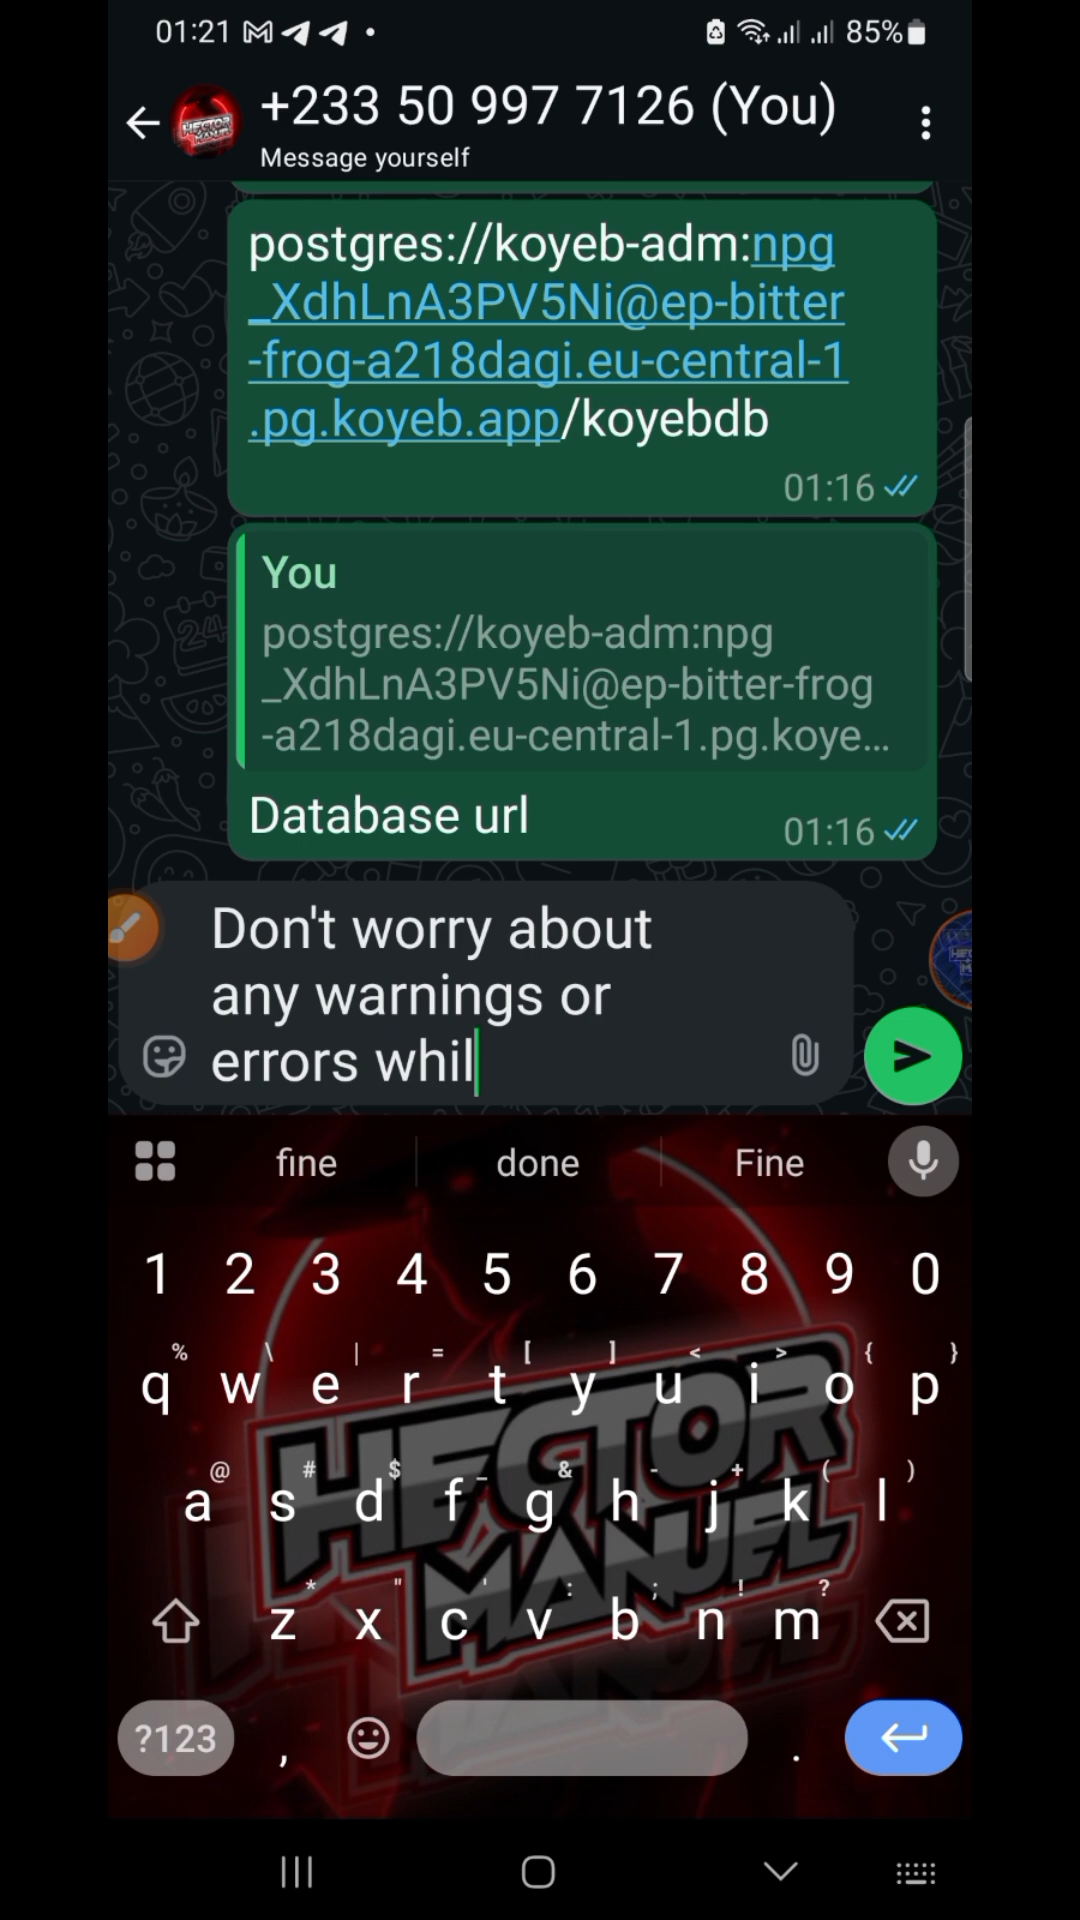 01:21
85%
+233 50 997 7126 (You)
Message yourself
postgres://koyeb-adm:npg
_XdhLnA3PV5Ni@ep-bitter
-frog-a218dagi.eu-central-1
.pg.koyeb.app/koyebdb
01:16
You
postgres://koyeb-adm:npg
_XdhLnA3PV5Ni@ep-bitter-frog
-a218dagi.eu-central-1.pg.koye...
Database url
01:16
Don't worry about
any warnings or
errors whil
fine done Fine
1 2 3 4 5 6 7 8 9 0
% \ | = [ ] < > { }
q w e r t y u i o p
@ # $ _ & - + ( )
a s d f g h j k l
* " ' : ; ! ?
z x c v b n m
?123 , .
HECTOR
MANUEL